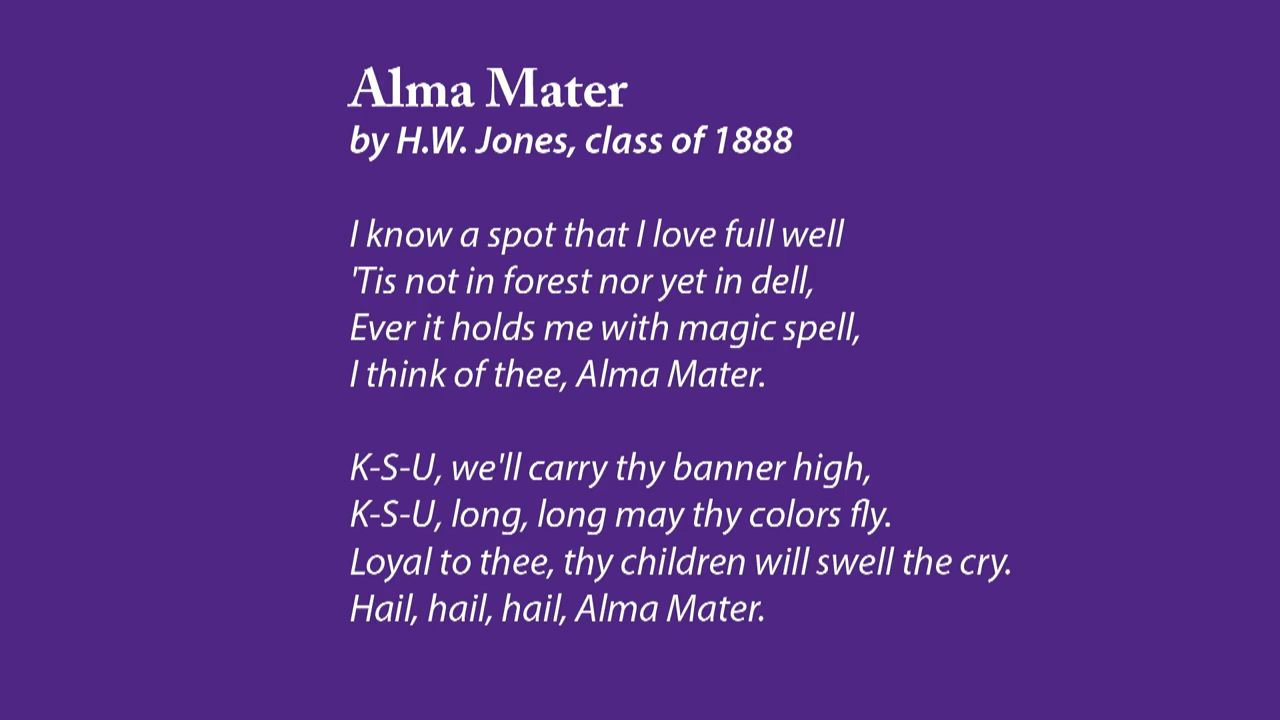 Alma Mater
by H.W. Jones, class of 1888
I know a spot that I love full well
'Tis not in forest nor yet in dell,
Ever it holds me with magic spell,
I think of thee, Alma Mater.
K-S-U, we'll carry thy banner high,
K-S-U, long, long may thy colors fly.
Loyal to thee, thy children will swell the cry.
Hail, hail, hail, Alma Mater.